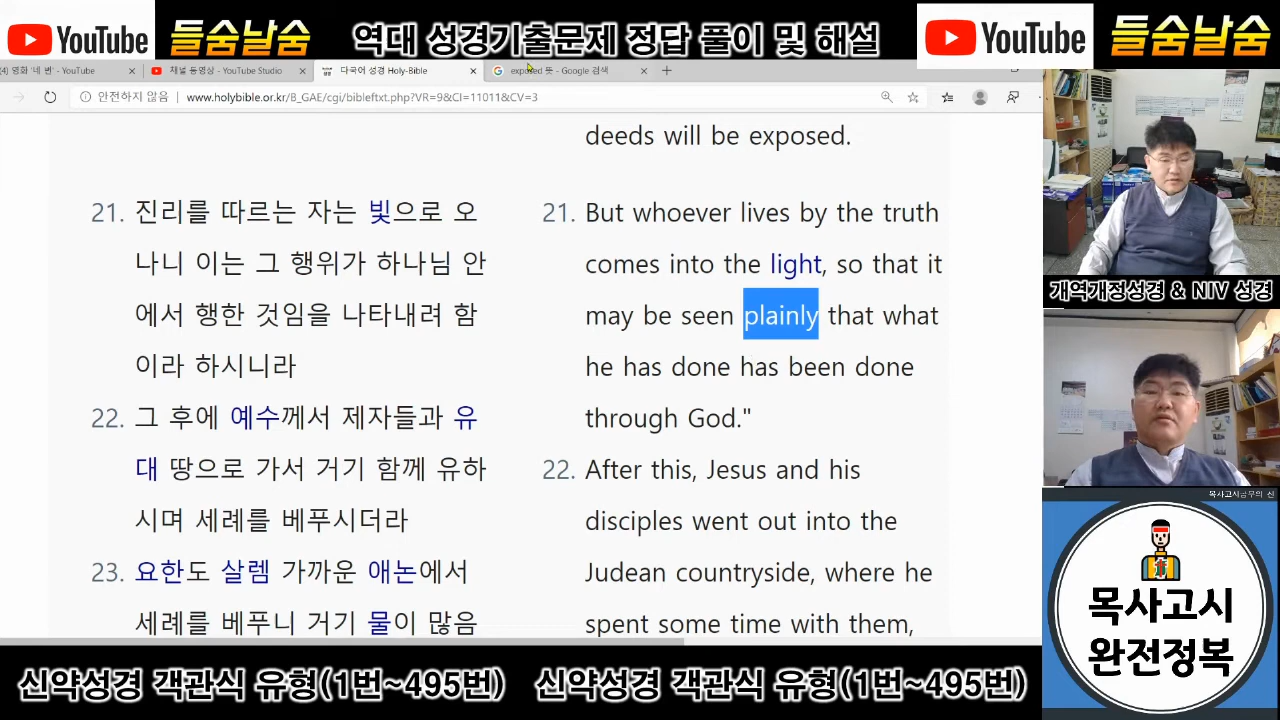 YouTube 들숨날숨 역대 성경기출문제 정답 풀이 및 해설 YouTube 들숨날숨
(4) 영화 '네 번' - YouTube
채널 동영상 - YouTube Studio
다국어 성경 Holy-Bible
exposed 뜻 - Google 검색
안전하지 않음 | www.holybible.or.kr/B_GAE/cgi/bibleftxt.php?VR=9&CI=11011&CV=3
deeds will be exposed.
21. 진리를 따르는 자는 빛으로 오
나니 이는 그 행위가 하나님 안
에서 행한 것임을 나타내려 함
이라 하시니라
22. 그 후에 예수께서 제자들과 유
대 땅으로 가서 거기 함께 유하
시며 세례를 베푸시더라
23. 요한도 살렘 가까운 애논에서
세례를 베푸니 거기 물이 많음
21. But whoever lives by the truth
comes into the light, so that it
may be seen plainly that what
he has done has been done
through God."
22. After this, Jesus and his
disciples went out into the
Judean countryside, where he
spent some time with them,
개역개정성경 & NIV 성경
목사고시공부의 신
목사고시
완전정복
신약성경 객관식 유형(1번~495번) 신약성경 객관식 유형(1번~495번)